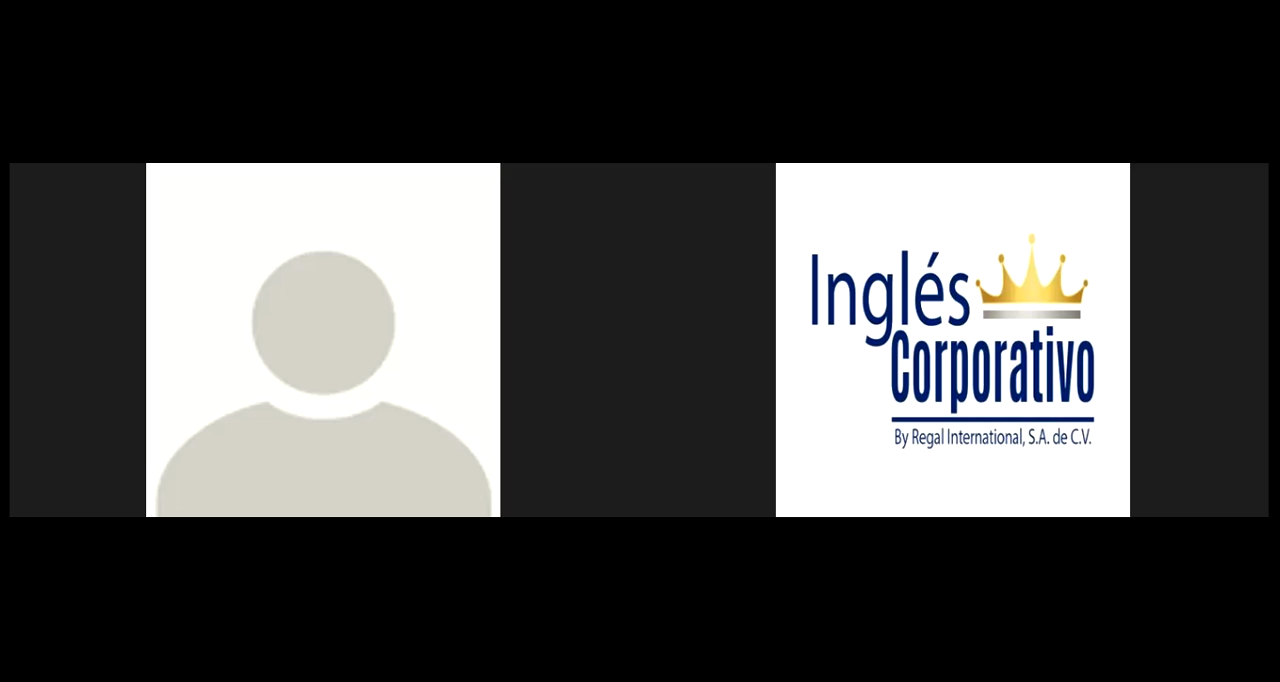 Inglés
Corporativo
By Regal International, S.A. de C.V.